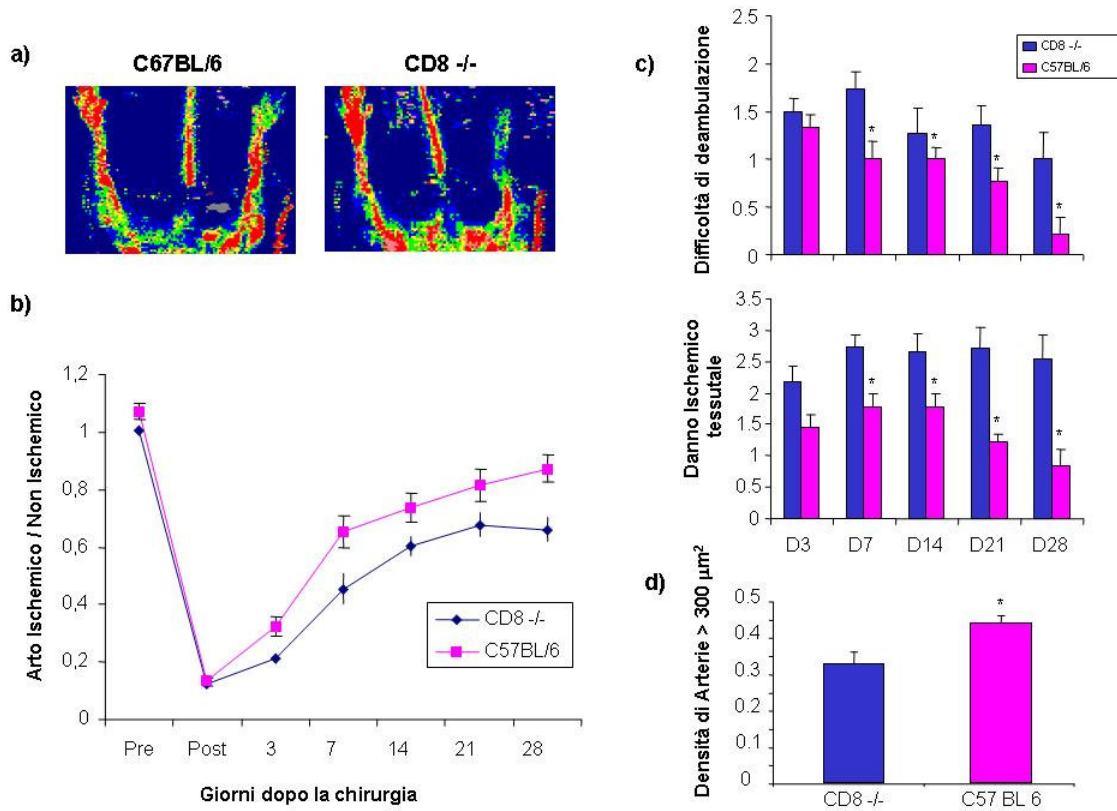 a)
C67BL/6
CD8 -/-
b)
Arto Ischemico / Non Ischemico
1,2
1
0,8
0,6
0,4
0,2
0
CD8 -/-
C57BL/6
Pre Post 3 7 14 21 28
Giorni dopo la chirurgia
c)
Difficoltà di deambulazione
2.5
2
1.5
1
0.5
0
CD8 -/-
C57BL/6
* * * *
Danno Ischemico
tessutale
3.5
3
2.5
2
1.5
1
0.5
0
* * * *
D3 D7 D14 D21 D28
d)
Densità di Arterie > 300 µm²
0.5
0.4
0.3
0.2
0.1
0
*
CD8 -/- C57 BL 6